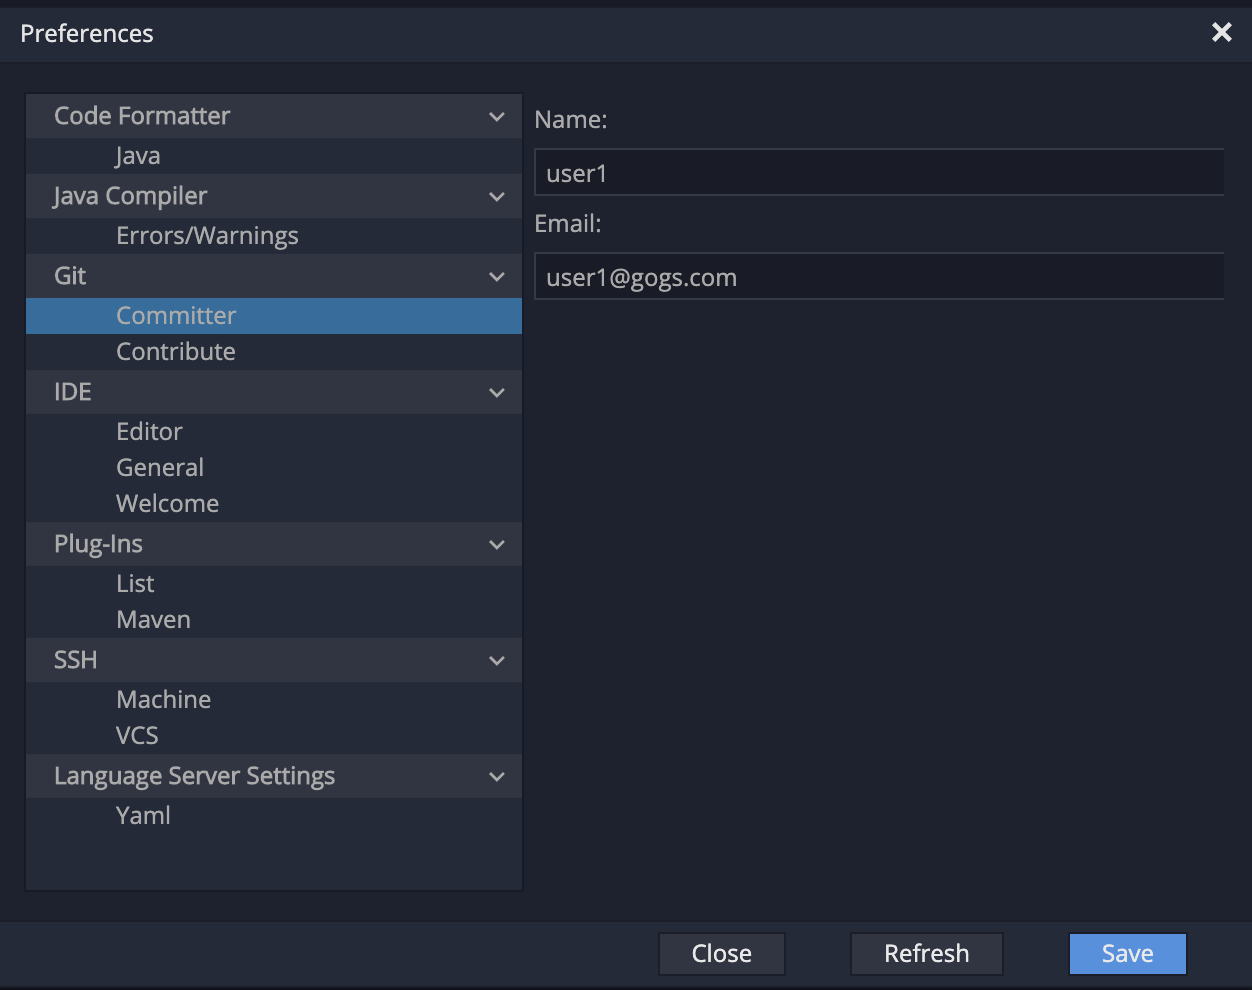 Preferences
Code Formatter
Java
Java Compiler
Errors/Warnings
Git
Committer
Contribute
IDE
Editor
General
Welcome
Plug-Ins
List
Maven
SSH
Machine
VCS
Language Server Settings
Yaml
Name:
user1
Email:
user1@gogs.com
Close
Refresh
Save